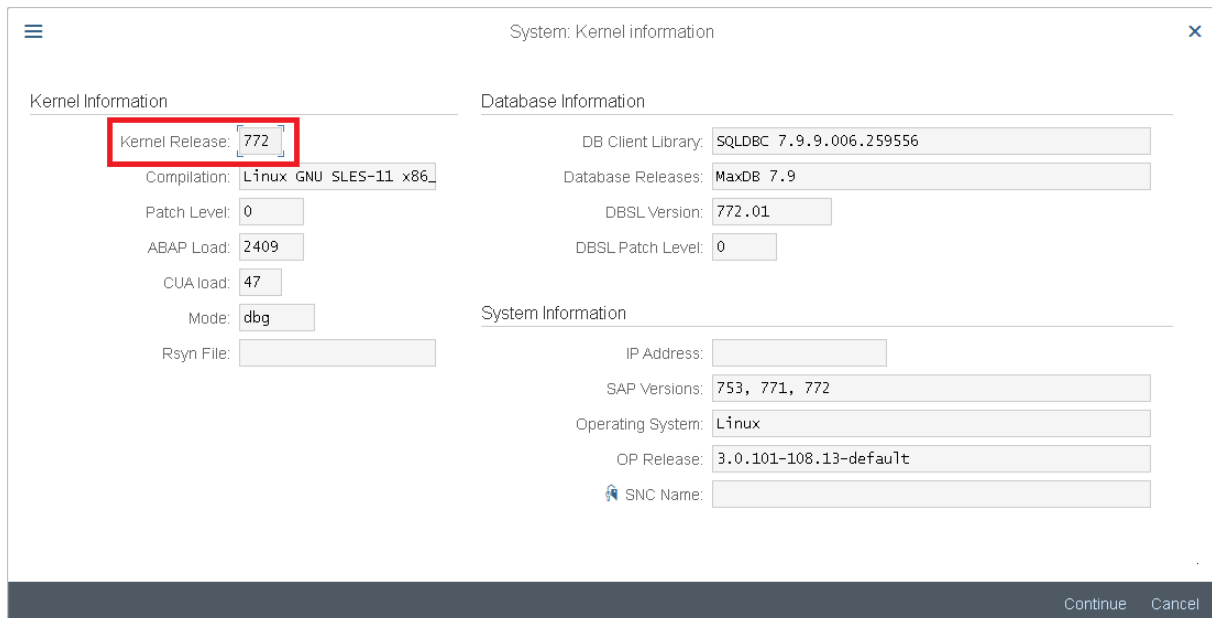 System: Kernel information
Kernel Information
Kernel Release: 772
Compilation: Linux GNU SLES-11 x86_
Patch Level: 0
ABAP Load: 2409
CUA load: 47
Mode: dbg
Rsyn File:
Database Information
DB Client Library: SQLDBC 7.9.9.006.259556
Database Releases: MaxDB 7.9
DBSL Version: 772.01
DBSL Patch Level: 0
System Information
IP Address:
SAP Versions: 753, 771, 772
Operating System: Linux
OP Release: 3.0.101-108.13-default
SNC Name:
Continue Cancel